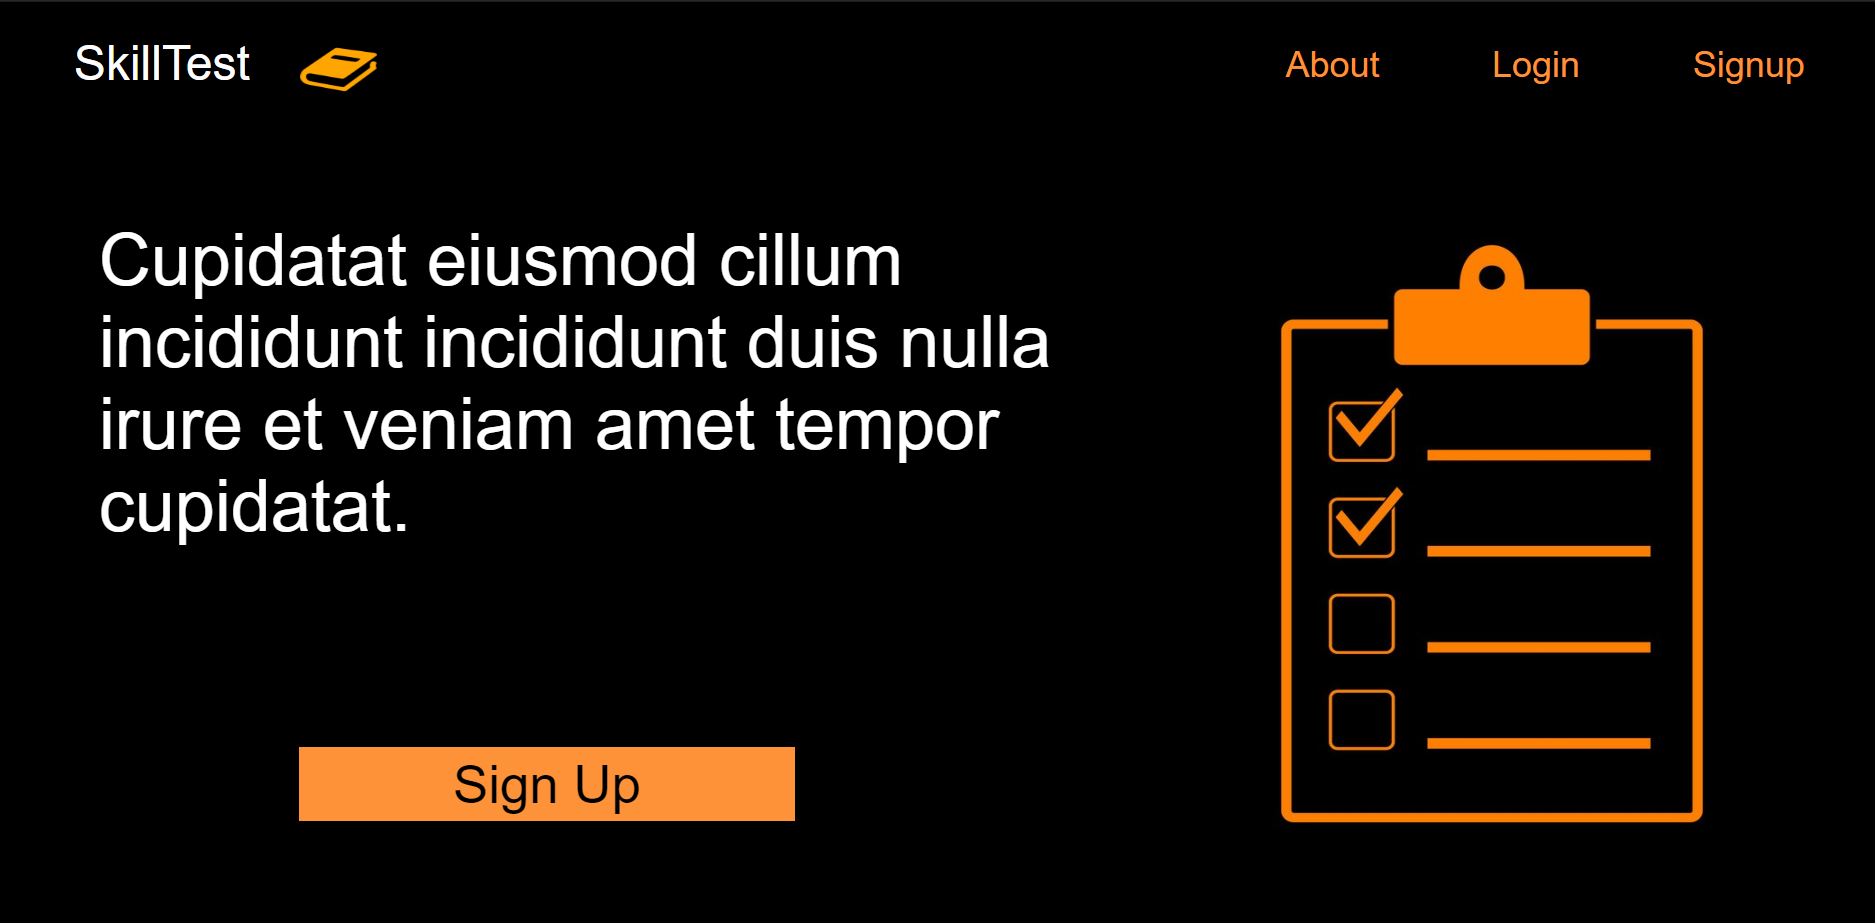 SkillTest
About
Login
Signup
Cupidatat eiusmod cillum
incididunt incididunt duis nulla
irure et veniam amet tempor
cupidatat.
Sign Up